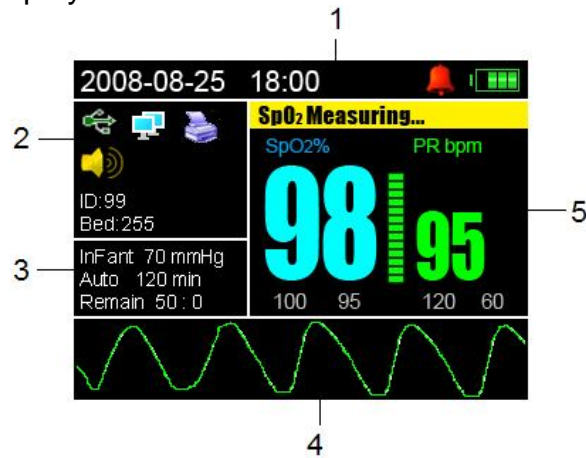 1
2008-08-25 18:00
2
SpO₂ Measuring...
SpO2% PR bpm
98 95
5
ID:99
Bed:255
3
InFant 70 mmHg
Auto 120 min
Remain 50 : 0
100 95 120 60
4